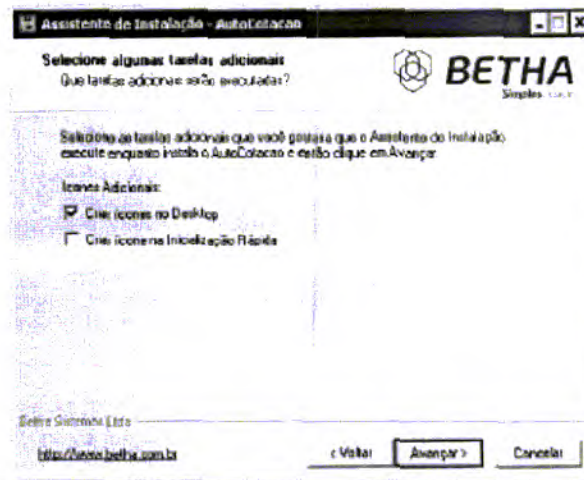 Assistente de Instalação - AutoCotacao
Selecione algumas tarefas adicionais
Que tarefas adicionais serão executadas?
BETHA
Selecione as tarefas adicionais que você gostaria que o Assistente de Instalação
execute enquanto instala o AutoCotacao e então clique em Avançar.
Ícones Adicionais:
Criar ícones no Desktop
Criar ícone na Inicialização Rápida
Betha Sistemas Ltda
http://www.betha.com.br
< Voltar
Avançar >
Cancelar